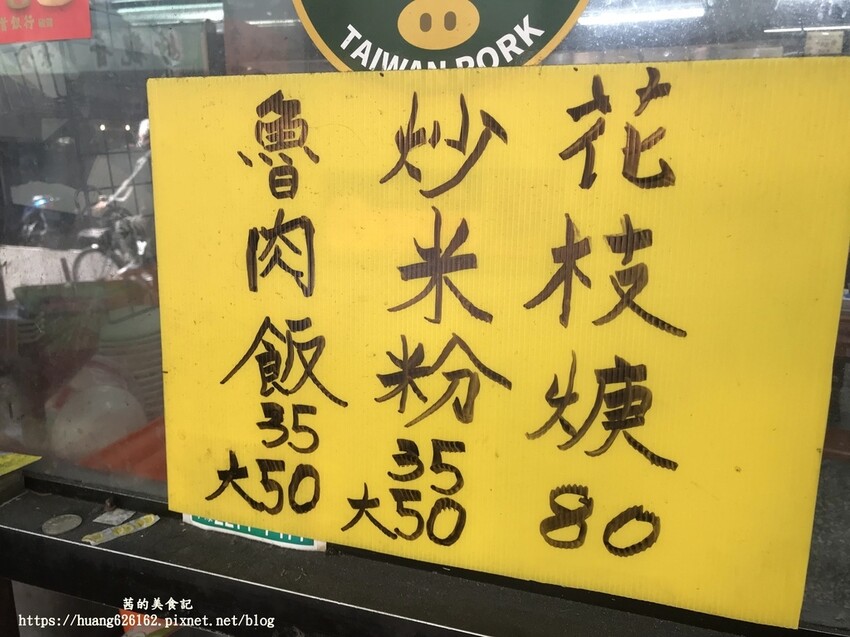 TAIWAN PORK
花枝焿 80
炒米粉 35
大50
魯肉飯 35
大50
茜的美食記
https://huang626162.pixnet.net/blog